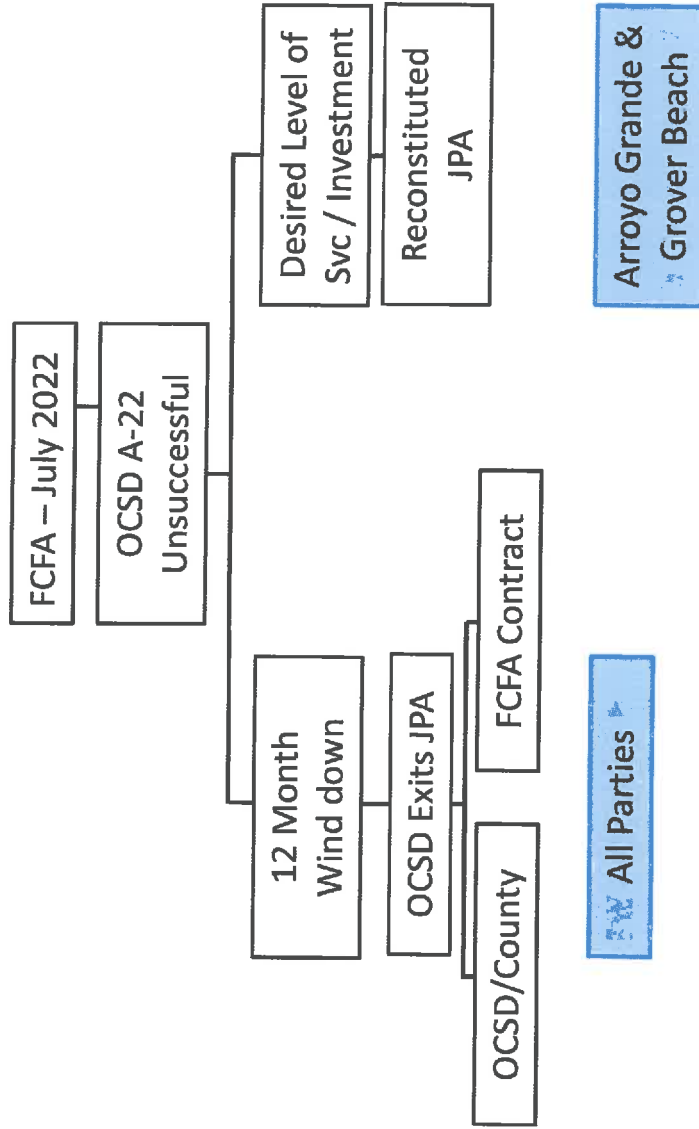 FCFA – July 2022
OCSD A-22
Unsuccessful
12 Month
Wind down
OCSD Exits JPA
OCSD/County
FCFA Contract
Desired Level of
Svc / Investment
Reconstituted
JPA
All Parties
Arroyo Grande &
Grover Beach